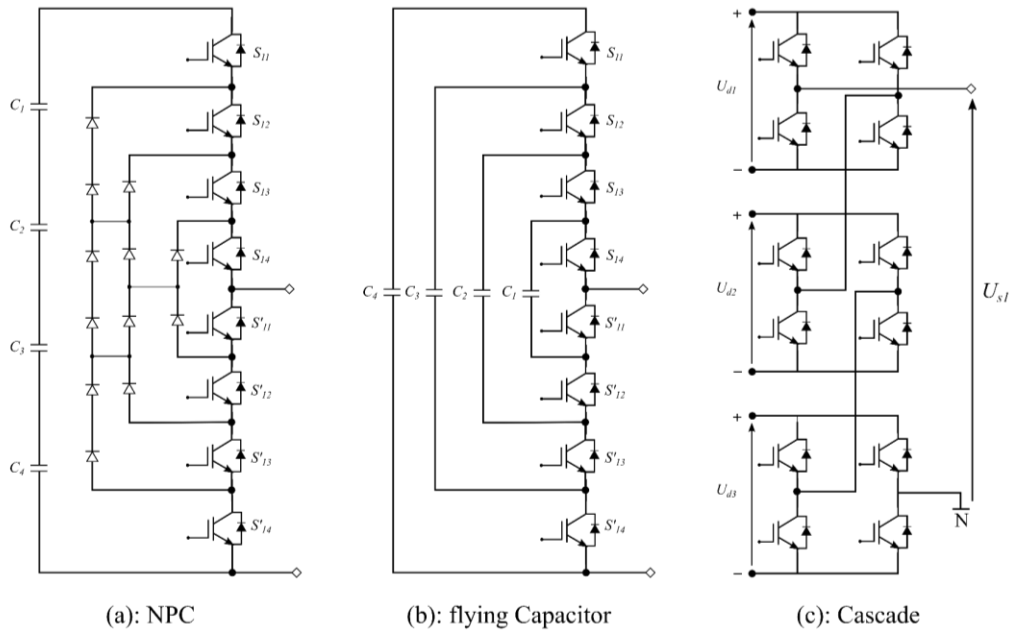 C1
C2
C3
C4
S11
S12
S13
S14
S'11
S'12
S'13
S'14
(a): NPC
C4 C3 C2 C1
S11
S12
S13
S14
S'11
S'12
S'13
S'14
(b): flying Capacitor
+
Ud1
−
+
Ud2
−
+
Ud3
−
Us1
N
(c): Cascade